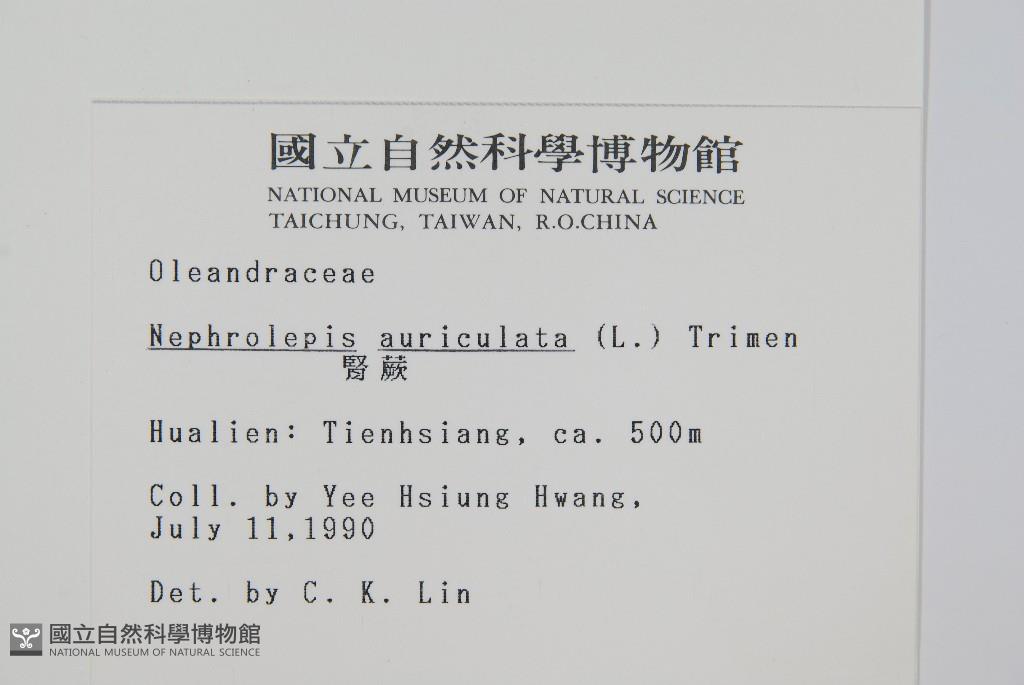 國立自然科學博物館
NATIONAL MUSEUM OF NATURAL SCIENCE
TAICHUNG, TAIWAN, R.O.CHINA
Oleandraceae
Nephrolepis auriculata (L.) Trimen
腎蕨
Hualien: Tienhsiang, ca. 500m
Coll. by Yee Hsiung Hwang,
July 11,1990
Det. by C. K. Lin
國立自然科學博物館
NATIONAL MUSEUM OF NATURAL SCIENCE